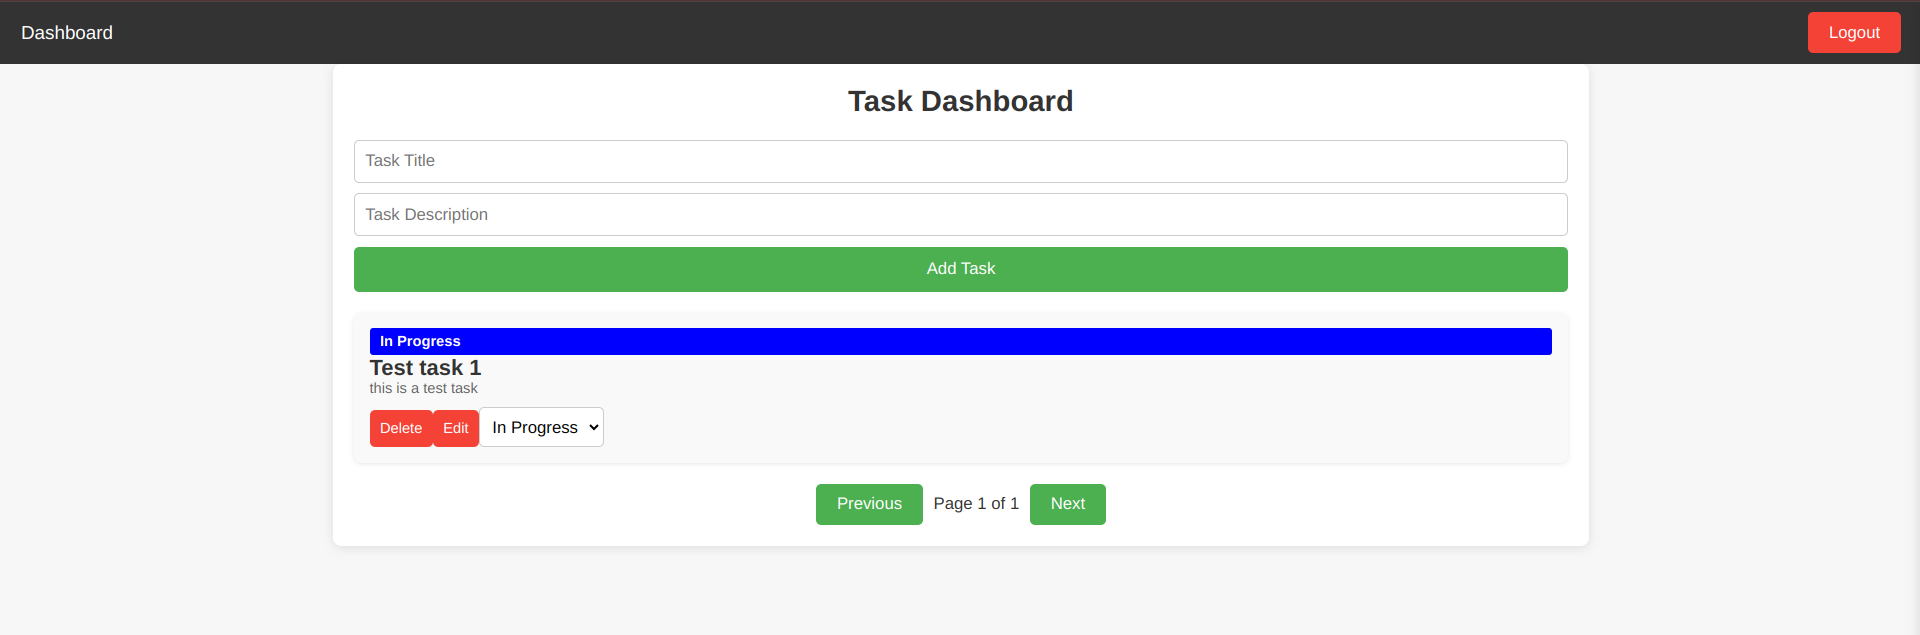 Dashboard
Logout
Task Dashboard
Task Title
Task Description
Add Task
In Progress
Test task 1
this is a test task
Delete Edit In Progress
Previous Page 1 of 1 Next